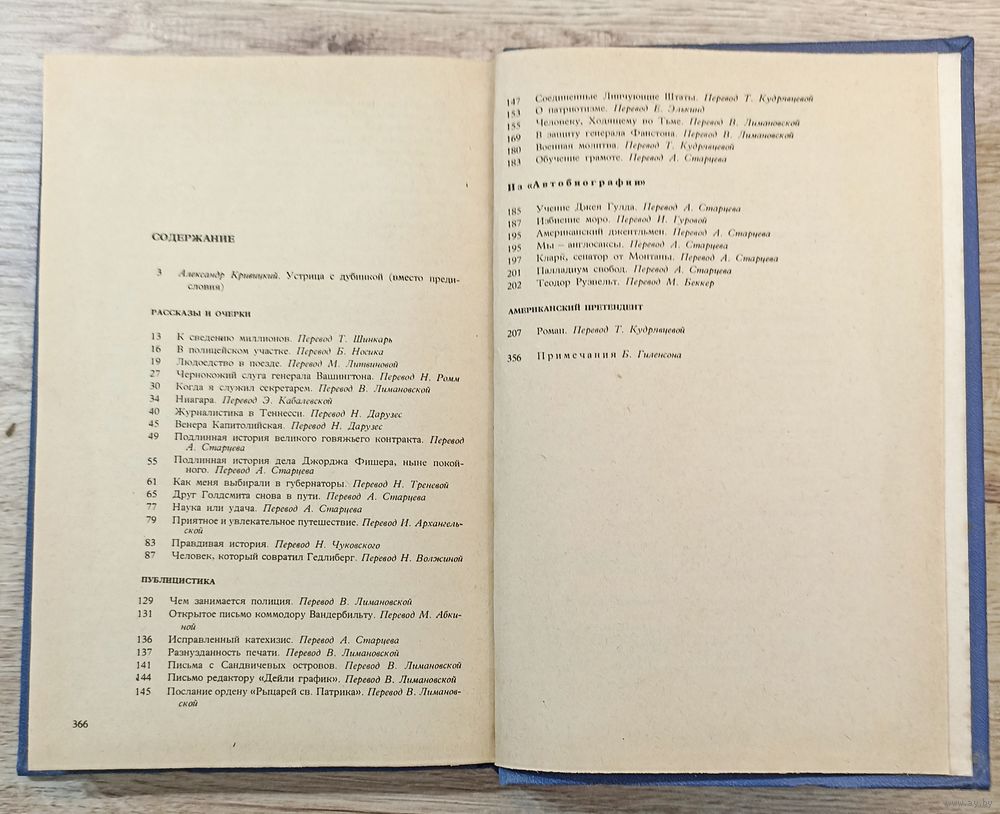 СОДЕРЖАНИЕ
3 Александр Кривицкий. Устрица с дубинкой (вместо преди-
словия)
РАССКАЗЫ И ОЧЕРКИ
13 К сведению миллионов. Перевод Т. Шинкарь
16 В полицейском участке. Перевод Б. Носика
19 Людоедство в поезде. Перевод М. Литвиновой
27 Чернокожий слуга генерала Вашингтона. Перевод Н. Ромм
30 Когда я служил секретарем. Перевод В. Лимановской
34 Ниагара. Перевод Э. Кабалевской
40 Журналистика в Теннесси. Перевод Н. Дарузес
45 Венера Капитолийская. Перевод Н. Дарузес
49 Подлинная история великого говяжьего контракта. Перевод
А. Старцева
55 Подлинная история дела Джорджа Фишера, ныне покой-
ного. Перевод А. Старцева
61 Как меня выбирали в губернаторы. Перевод Н. Треневой
65 Друг Голдсмита снова в пути. Перевод А. Старцева
77 Наука или удача. Перевод А. Старцева
79 Приятное и увлекательное путешествие. Перевод И. Архангель-
ской
83 Правдивая история. Перевод Н. Чуковского
87 Человек, который совратил Гедлиберг. Перевод Н. Волжиной
ПУБЛИЦИСТИКА
129 Чем занимается полиция. Перевод В. Лимановской
131 Открытое письмо коммодору Вандербильту. Перевод М. Абки-
ной
136 Исправленный катехизис. Перевод А. Старцева
137 Разнузданность печати. Перевод В. Лимановской
141 Письма с Сандвичевых островов. Перевод В. Лимановской
144 Письмо редактору «Дейли график». Перевод В. Лимановской
145 Послание ордену «Рыцарей св. Патрика». Перевод В. Лиманов-
ской
366
147 Соединенные Линчующие Штаты. Перевод Т. Кудрявцевой
153 О патриотизме. Перевод Е. Элькинд
155 Человеку, Ходящему во Тьме. Перевод В. Лимановской
169 В защиту генерала Фанстона. Перевод В. Лимановской
180 Военная молитва. Перевод Т. Кудрявцевой
183 Обучение грамоте. Перевод А. Старцева
Из «Автобиографии»
185 Учение Джея Гулда. Перевод А. Старцева
187 Избиение моро. Перевод И. Гуровой
195 Американский джентльмен. Перевод А. Старцева
195 Мы — англосаксы. Перевод А. Старцева
197 Кларк, сенатор от Монтаны. Перевод А. Старцева
201 Палладиум свобод. Перевод А. Старцева
202 Теодор Рузвельт. Перевод М. Беккер
АМЕРИКАНСКИЙ ПРЕТЕНДЕНТ
207 Роман. Перевод Т. Кудрявцевой
356 Примечания Б. Гиленсона
www.ay.by